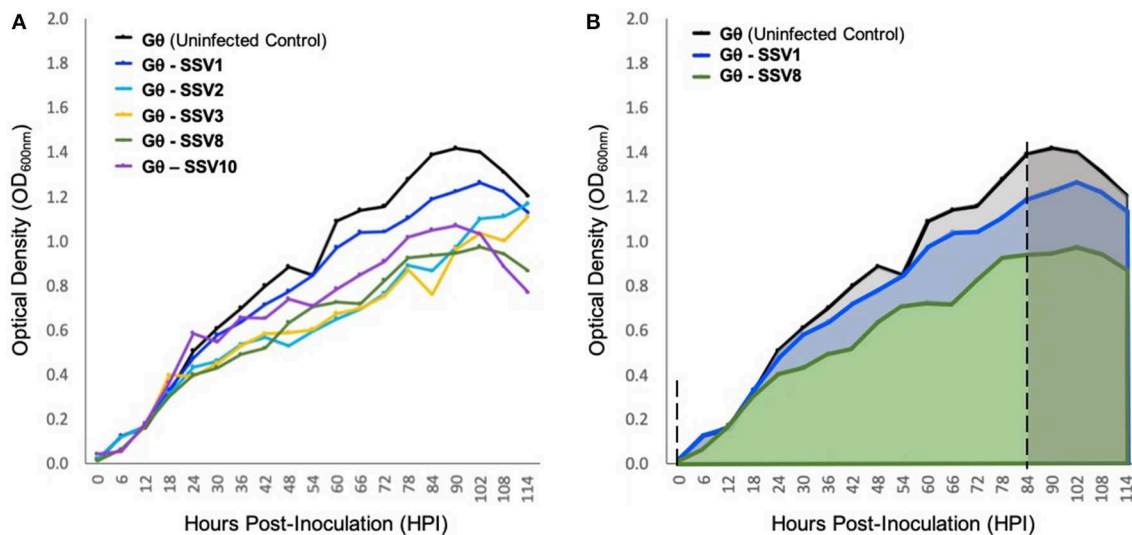 A
Optical Density (OD600nm)
2.0
1.8
1.6
1.4
1.2
1.0
0.8
0.6
0.4
0.2
0.0
Gθ (Uninfected Control)
Gθ - SSV1
Gθ - SSV2
Gθ - SSV3
Gθ - SSV8
Gθ – SSV10
0 6 12 18 24 30 36 42 48 54 60 66 72 78 84 90 102 108 114
Hours Post-Inoculation (HPI)
B
Optical Density (OD600nm)
2.0
1.8
1.6
1.4
1.2
1.0
0.8
0.6
0.4
0.2
0.0
Gθ (Uninfected Control)
Gθ - SSV1
Gθ - SSV8
0 6 12 18 24 30 36 42 48 54 60 66 72 78 84 90 102 108 114
Hours Post-Inoculation (HPI)